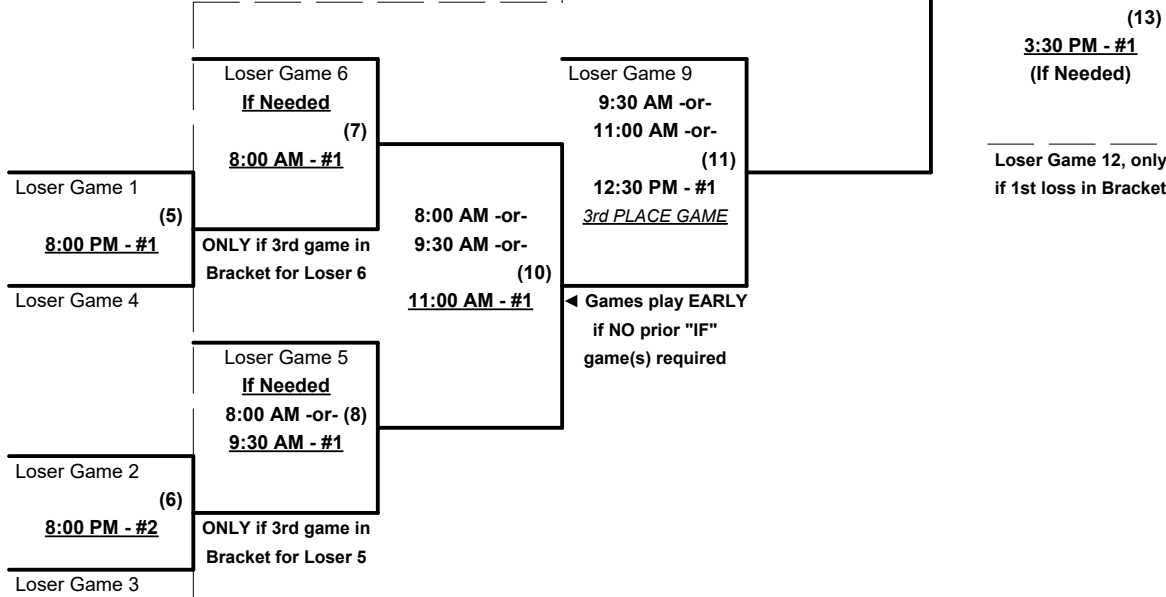 (13)
3:30 PM - #1
(If Needed)
Loser Game 12, only
if 1st loss in Bracket
Loser Game 6
If Needed
(7)
8:00 AM - #1
Loser Game 9
9:30 AM -or-
11:00 AM -or-
(11)
12:30 PM - #1
3rd PLACE GAME
Loser Game 1
(5)
8:00 PM - #1
Loser Game 4
ONLY if 3rd game in
Bracket for Loser 6
8:00 AM -or-
9:30 AM -or-
(10)
11:00 AM - #1
◄ Games play EARLY
if NO prior "IF"
game(s) required
Loser Game 5
If Needed
8:00 AM -or- (8)
9:30 AM - #1
Loser Game 2
(6)
8:00 PM - #2
Loser Game 3
ONLY if 3rd game in
Bracket for Loser 5